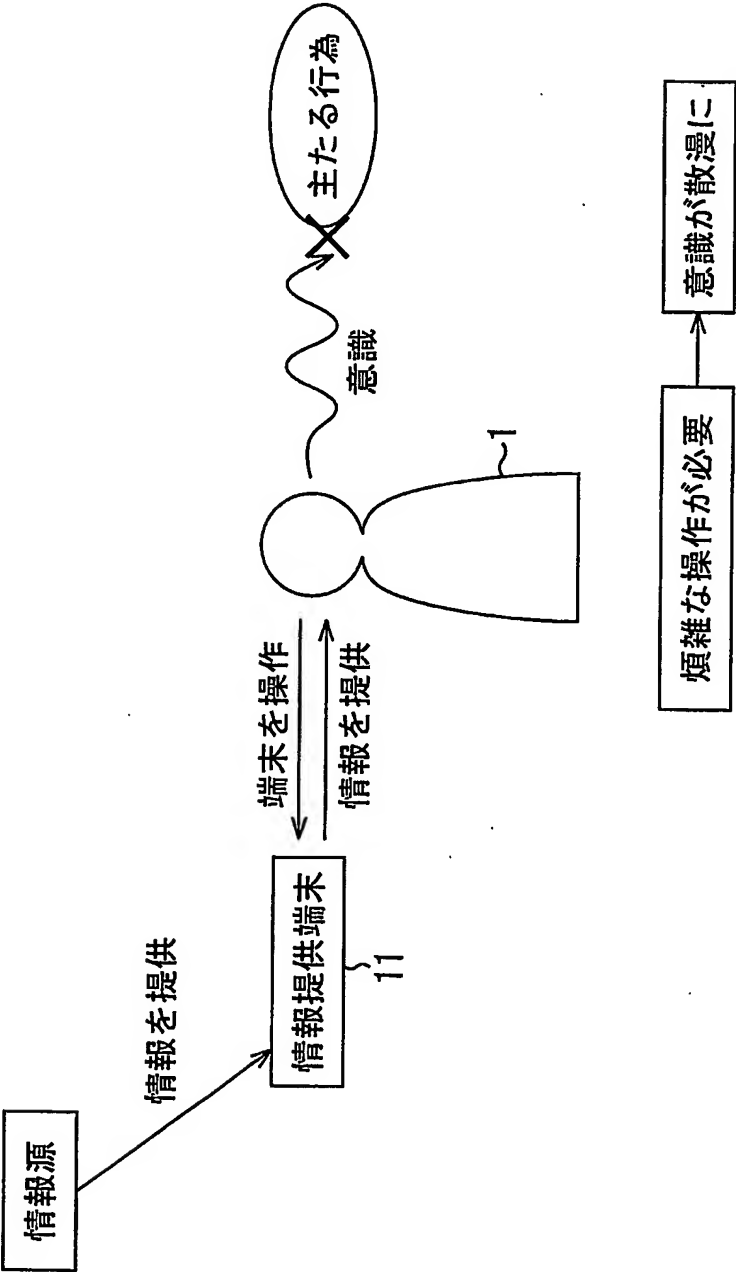 情報源
情報を提供
情報提供端末
11
端末を操作
情報を提供
1
意識
主たる行為
煩雑な操作が必要
意識が散漫に